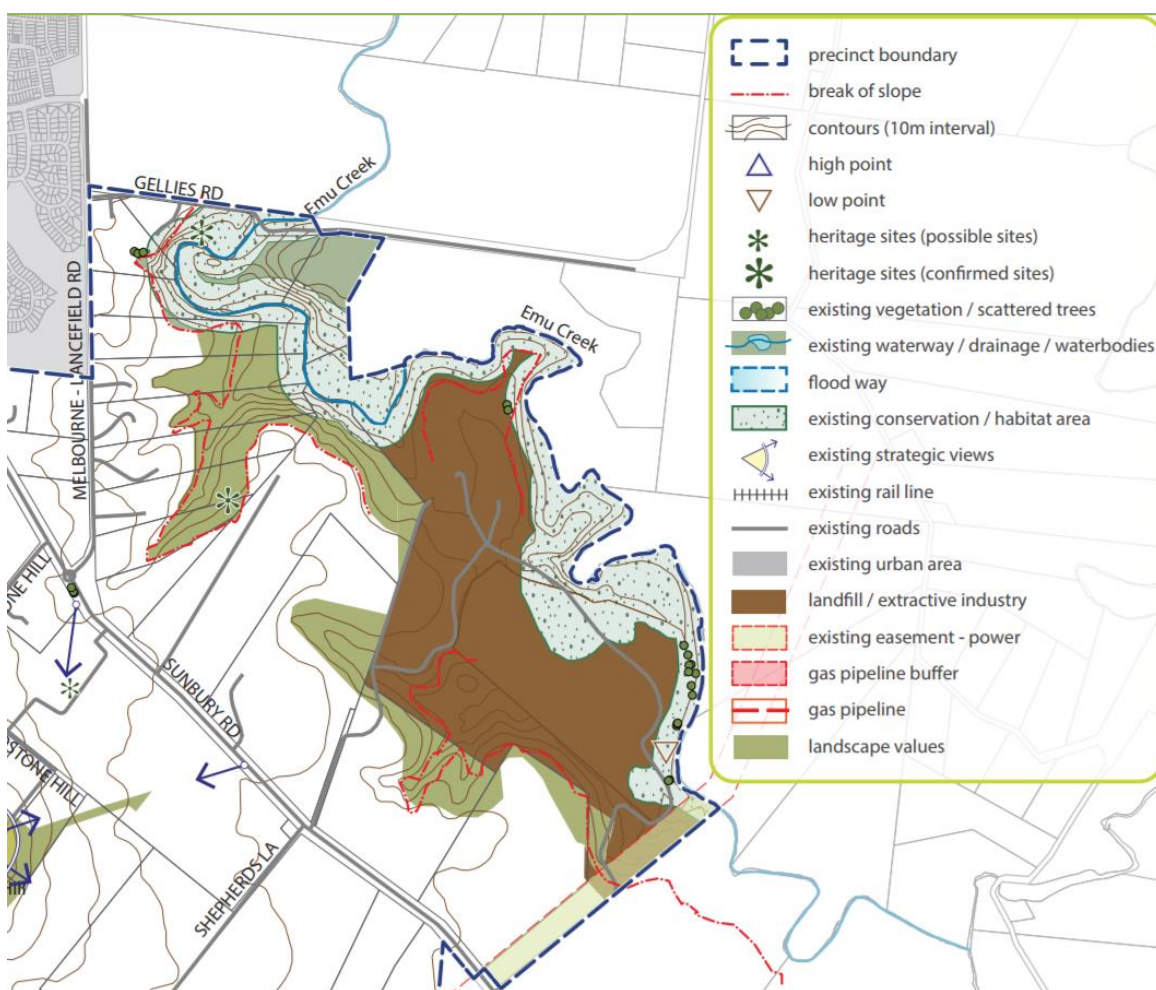 GELLIES RD
Emu Creek
MELBOURNE - LANCEFIELD RD
Emu Creek
SUNBURY RD
SHEPHERDS LA
precinct boundary
break of slope
contours (10m interval)
high point
low point
heritage sites (possible sites)
heritage sites (confirmed sites)
existing vegetation / scattered trees
existing waterway / drainage / waterbodies
flood way
existing conservation / habitat area
existing strategic views
existing rail line
existing roads
existing urban area
landfill / extractive industry
existing easement - power
gas pipeline buffer
gas pipeline
landscape values